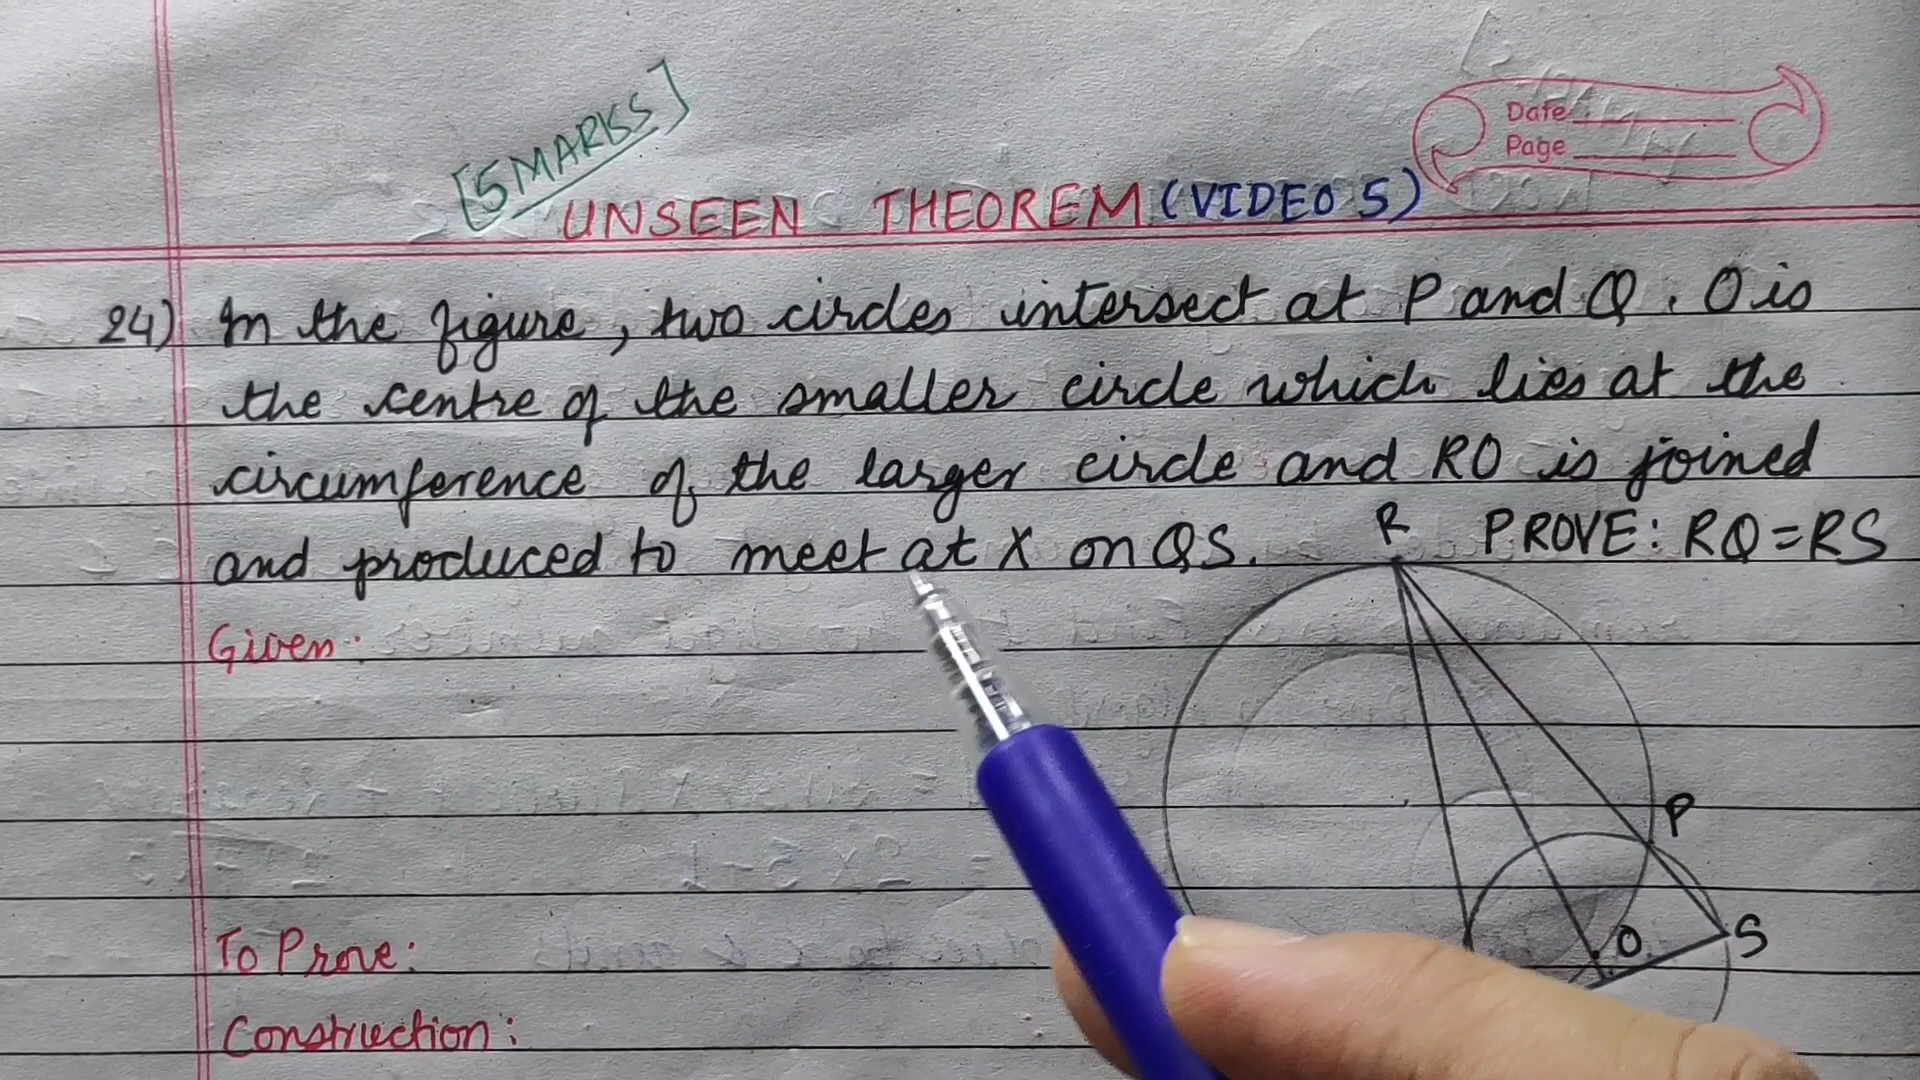 [5 MARKS]
Date
Page
UNSEEN THEOREM (VIDEO 5)
24) In the figure, two circles intersect at P and Q. O is
the centre of the smaller circle which lies at the
circumference of the larger circle and RO is joined
and produced to meet at X on QS.
PROVE: RQ=RS
R
Given:
P
To Prove:
O
S
Construction: